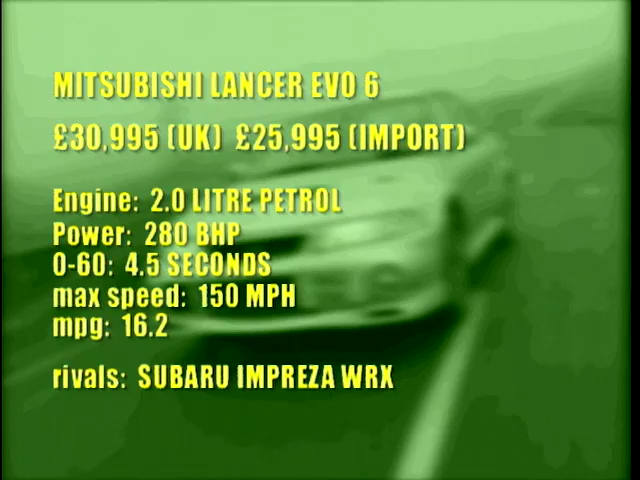 MITSUBISHI LANCER EVO 6
£30,995 (UK) £25,995 (IMPORT)
Engine: 2.0 LITRE PETROL
Power: 280 BHP
0-60: 4.5 SECONDS
max speed: 150 MPH
mpg: 16.2
rivals: SUBARU IMPREZA WRX